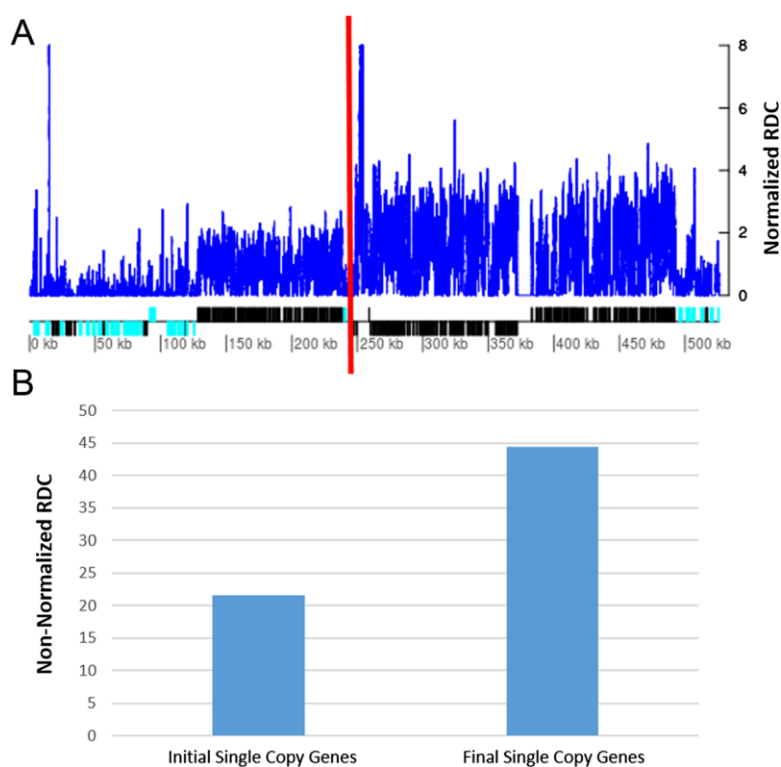 A
8
6
4
2
0
Normalized RDC
|0 kb |50 kb |100 kb |150 kb |200 kb |250 kb |300 kb |350 kb |400 kb |450 kb |500 kb
B
50
45
40
35
30
25
20
15
10
5
0
Non-Normalized RDC
Initial Single Copy Genes Final Single Copy Genes